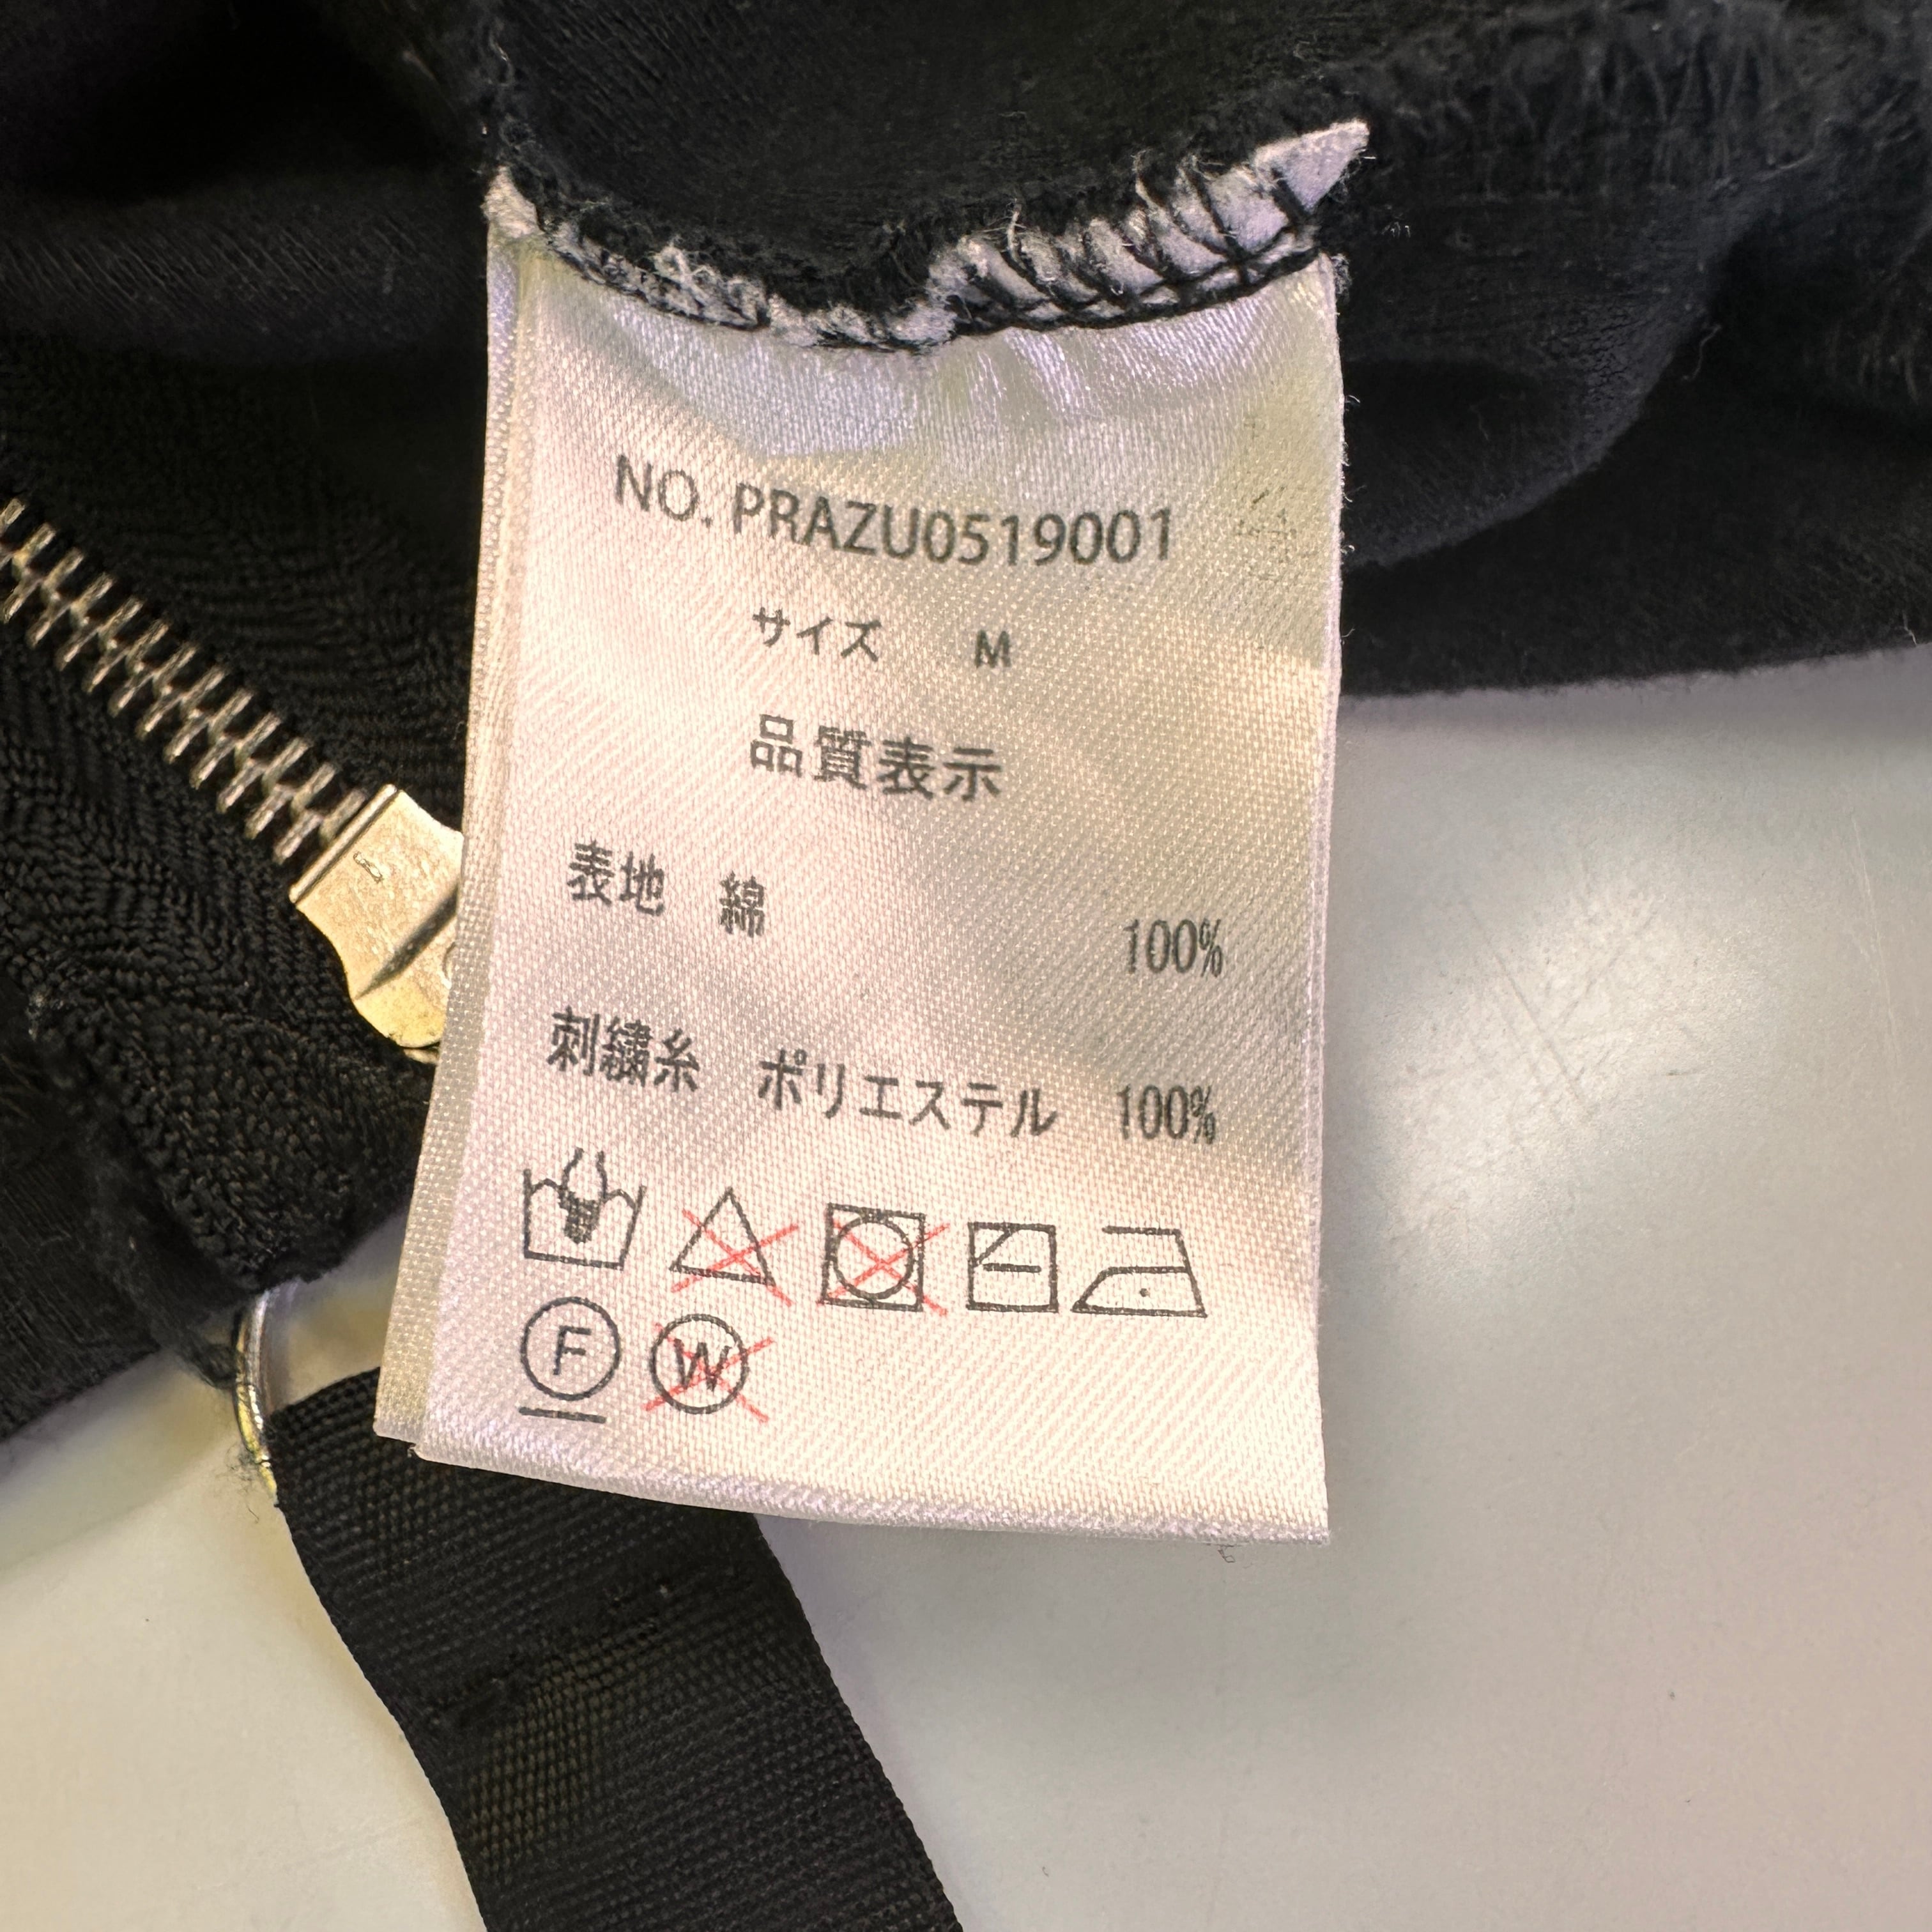 NO. PRAZU0519001
サイズ M
品質表示
表地 綿 100%
刺繍糸 ポリエステル 100%
F W